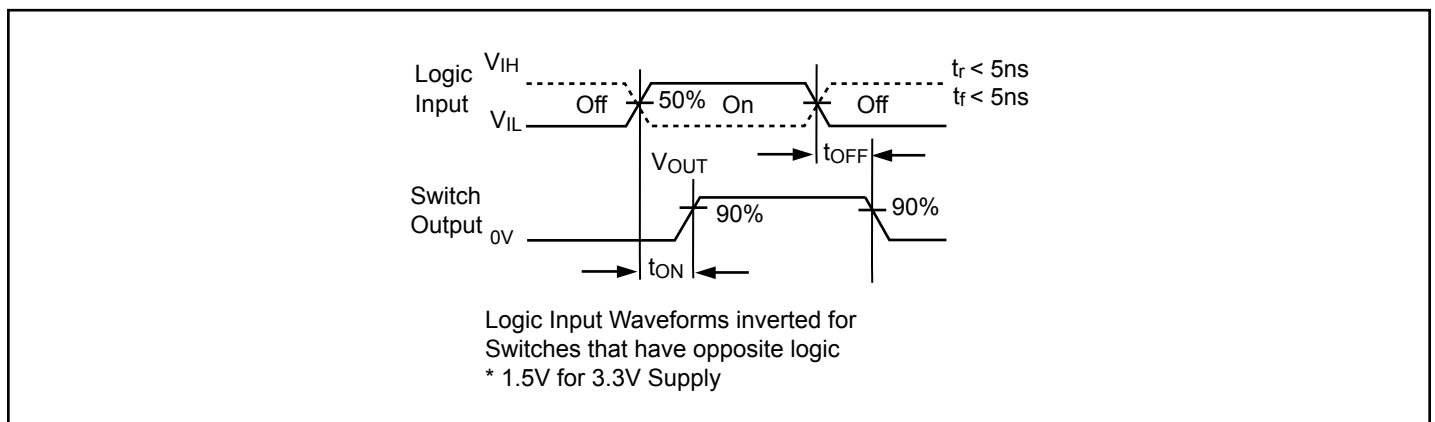 Logic Input
VIH
VIL
Off
50%
On
Off
tr < 5ns
tf < 5ns
tOFF
VOUT
Switch Output
0V
90%
90%
tON
Logic Input Waveforms inverted for
Switches that have opposite logic
* 1.5V for 3.3V Supply